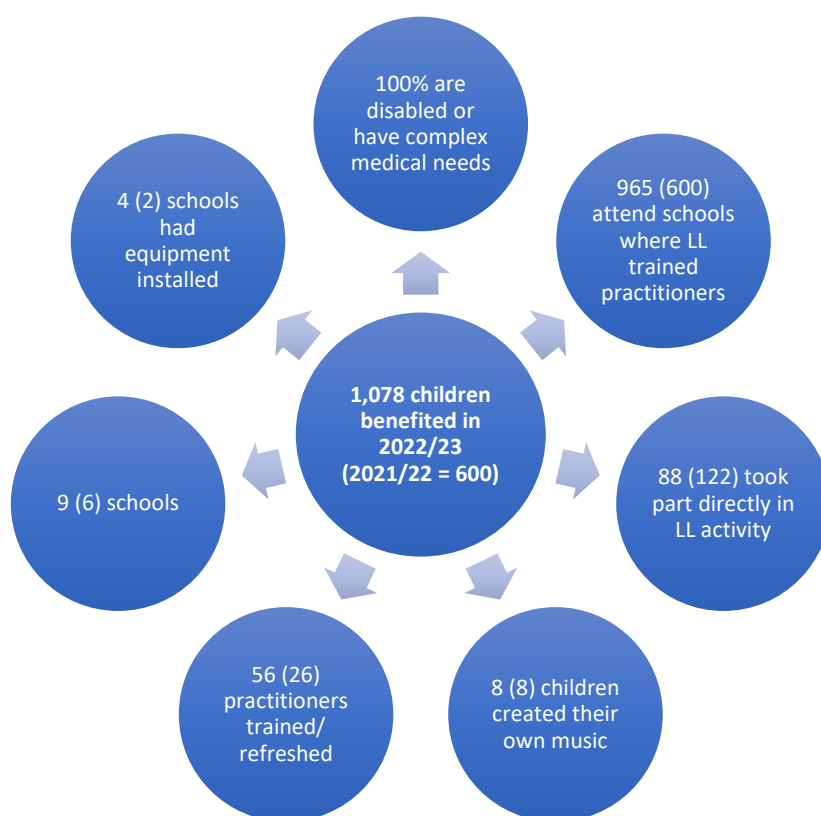 100% are
disabled or
have complex
medical needs
4 (2) schools
had
equipment
installed
965 (600)
attend schools
where LL
trained
practitioners
1,078 children
benefited in
2022/23
(2021/22 = 600)
9 (6) schools
88 (122) took
part directly in
LL activity
56 (26)
practitioners
trained/
refreshed
8 (8) children
created their
own music